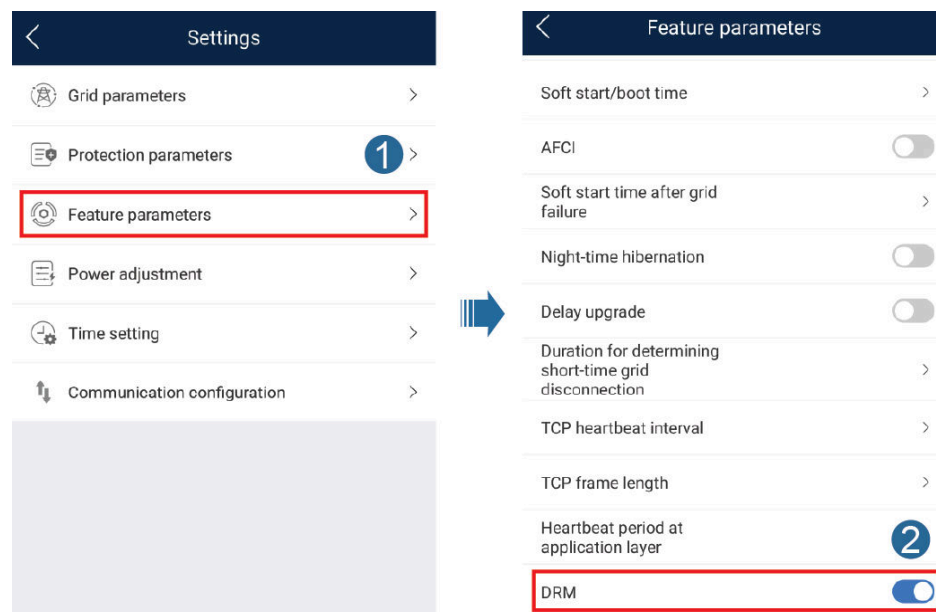 Settings
Grid parameters
Protection parameters
1
Feature parameters
Power adjustment
Time setting
Communication configuration
Feature parameters
Soft start/boot time
AFCI
Soft start time after grid
failure
Night-time hibernation
Delay upgrade
Duration for determining
short-time grid
disconnection
TCP heartbeat interval
TCP frame length
Heartbeat period at
application layer
2
DRM